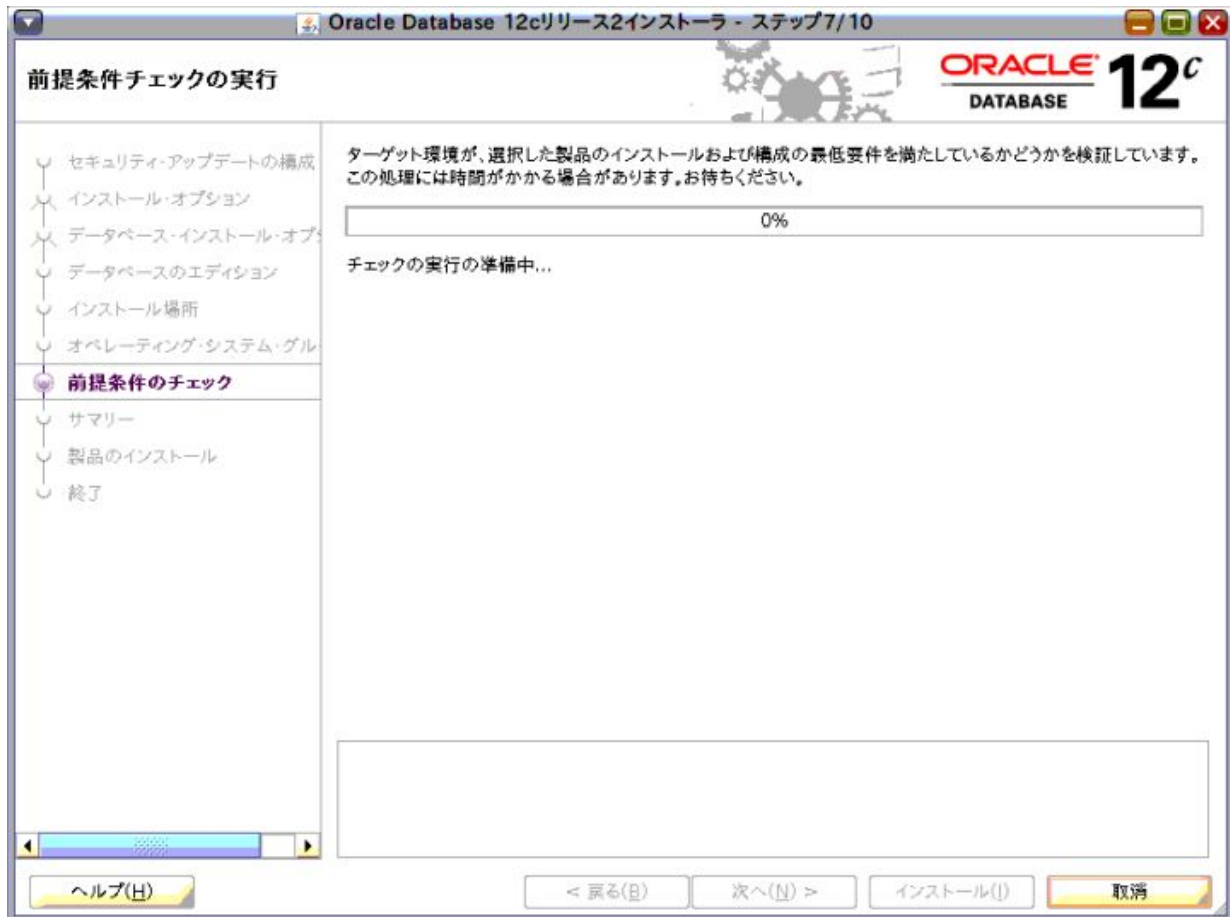 Oracle Database 12cリリース2インストーラ - ステップ7/10
前提条件チェックの実行
ORACLE
DATABASE
12c
セキュリティ・アップデートの構成
インストール・オプション
データベース・インストール・オプ
データベースのエディション
インストール場所
オペレーティング・システム・グル
前提条件のチェック
サマリー
製品のインストール
終了
ターゲット環境が、選択した製品のインストールおよび構成の最低要件を満たしているかどうかを検証しています。
この処理には時間がかかる場合があります。お待ちください。
0%
チェックの実行の準備中...
ヘルプ(H)
< 戻る(B)
次へ(N) >
インストール(I)
取消